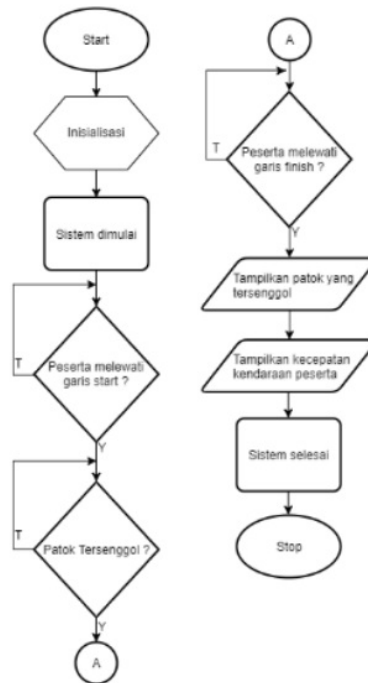 Start
Inisialisasi
Sistem dimulai
Peserta melewati
garis start ?
T
Y
Patok Tersenggol ?
T
Y
A
A
Peserta melewati
garis finish ?
T
Y
Tampilkan patok yang
tersenggol
Tampilkan kecepatan
kendaraan peserta
Sistem selesai
Stop